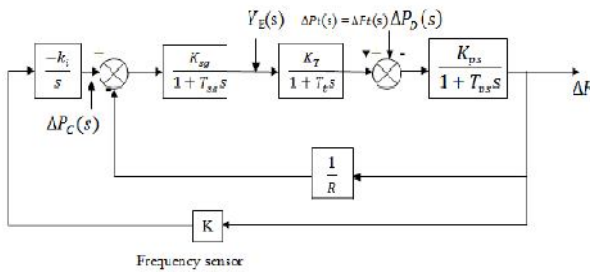 Y_E(s) ΔPt(s) = ΔFt(s) ΔP_D(s)
-k_i / s
K_sg / 1 + T_sg s
K_T / 1 + T_t s
K_ps / 1 + T_ps s
ΔP_C(s)
ΔF
1 / R
K
Frequency sensor